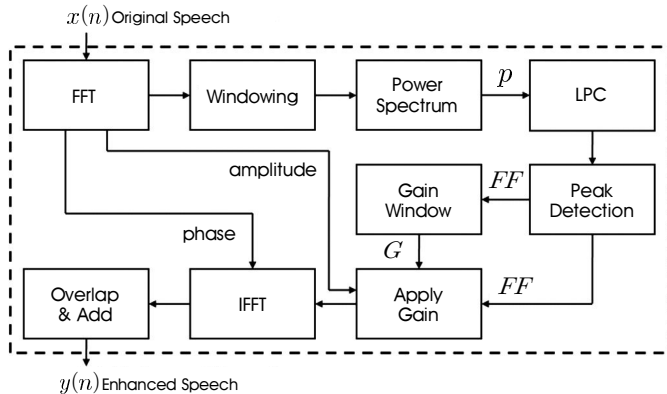 x(n) Original Speech
FFT
Windowing
Power
Spectrum
p
LPC
amplitude
Gain
Window
FF
Peak
Detection
phase
G
Overlap
& Add
IFFT
Apply
Gain
FF
y(n) Enhanced Speech